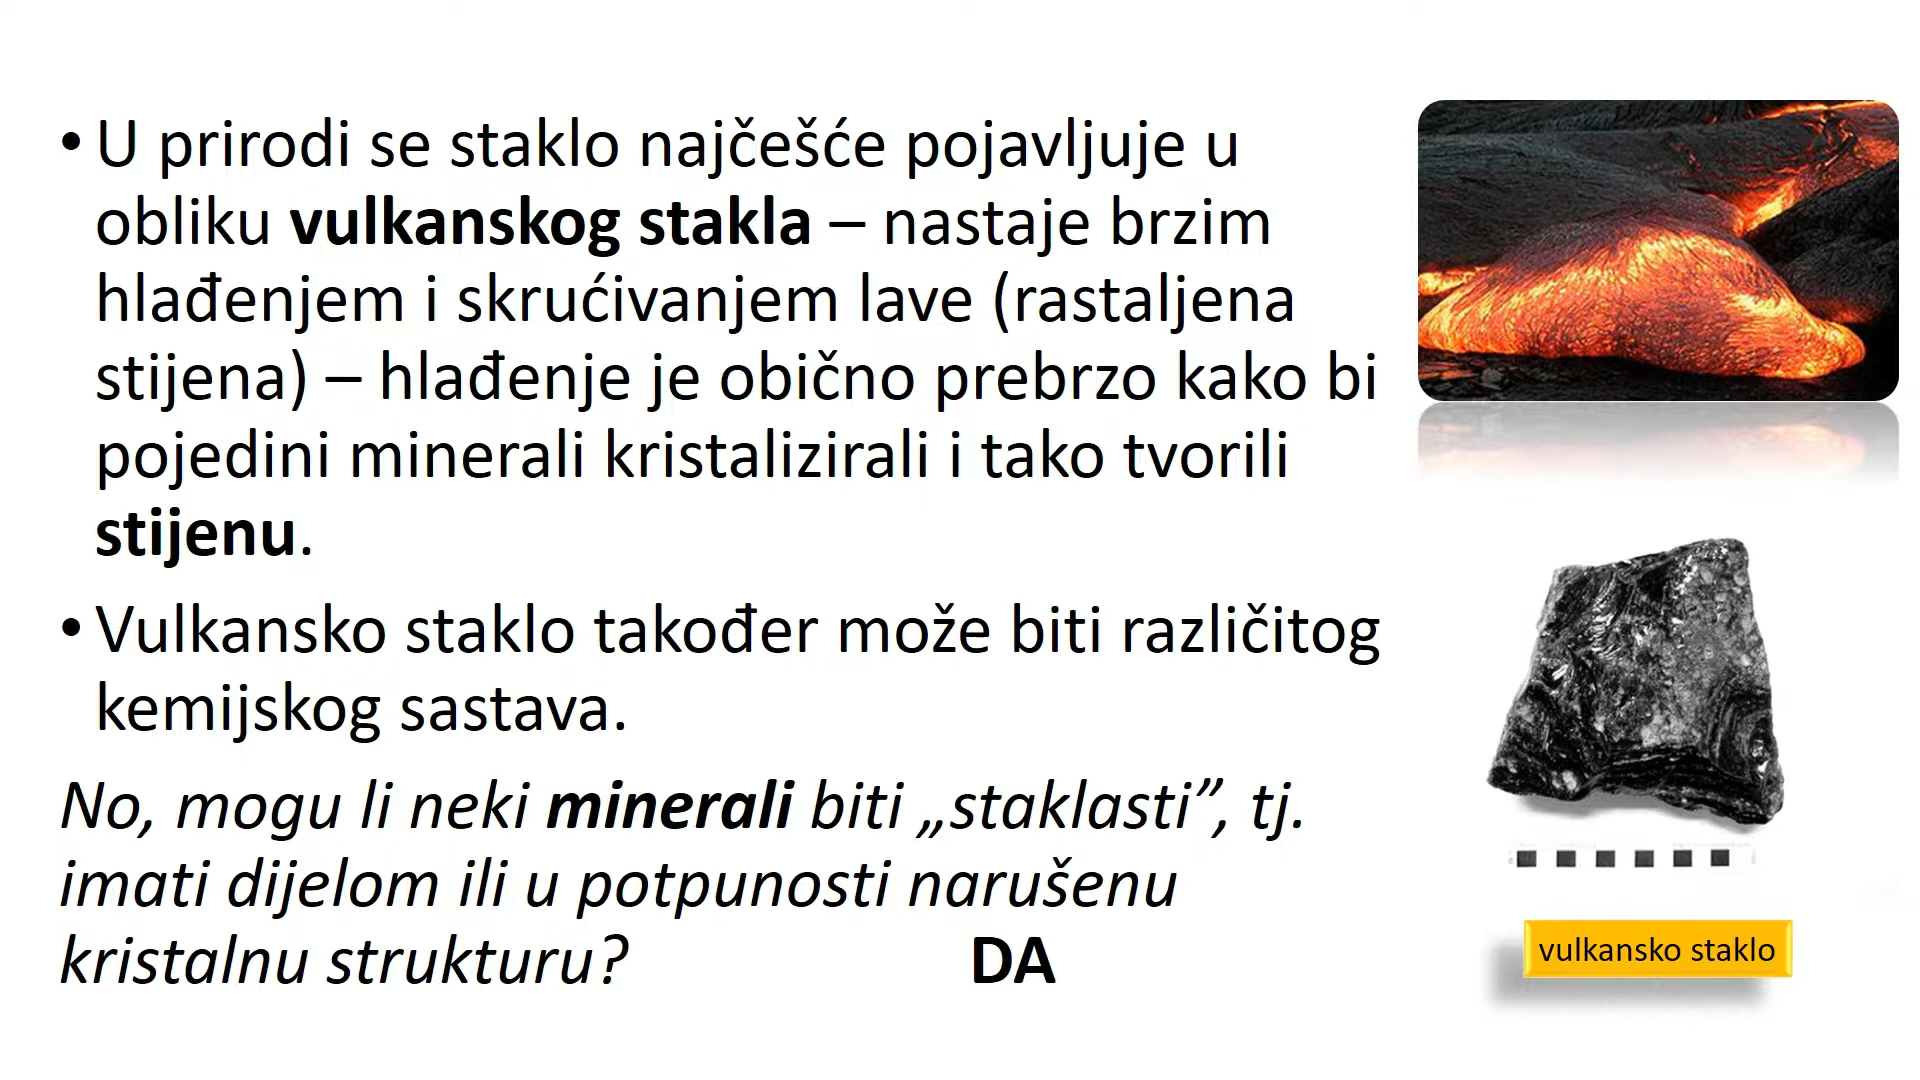 • U prirodi se staklo najčešće pojavljuje u
obliku vulkanskog stakla – nastaje brzim
hlađenjem i skrućivanjem lave (rastaljena
stijena) – hlađenje je obično prebrzo kako bi
pojedini minerali kristalizirali i tako tvorili
stijenu.
• Vulkansko staklo također može biti različitog
kemijskog sastava.
No, mogu li neki minerali biti „staklasti”, tj.
imati dijelom ili u potpunosti narušenu
kristalnu strukturu? DA
vulkansko staklo